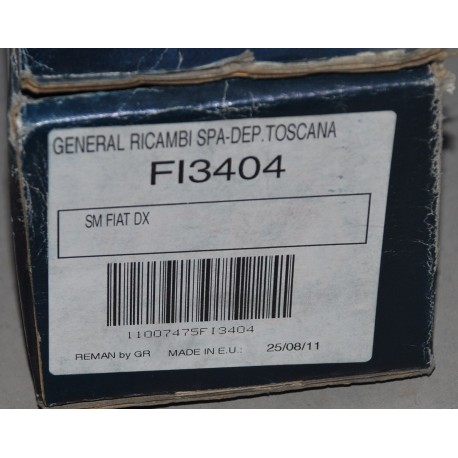 GENERAL RICAMBI SPA-DEP.TOSCANA
FI3404
SM FIAT DX
11007475FI3404
REMAN by GR MADE IN E.U.: 25/08/11